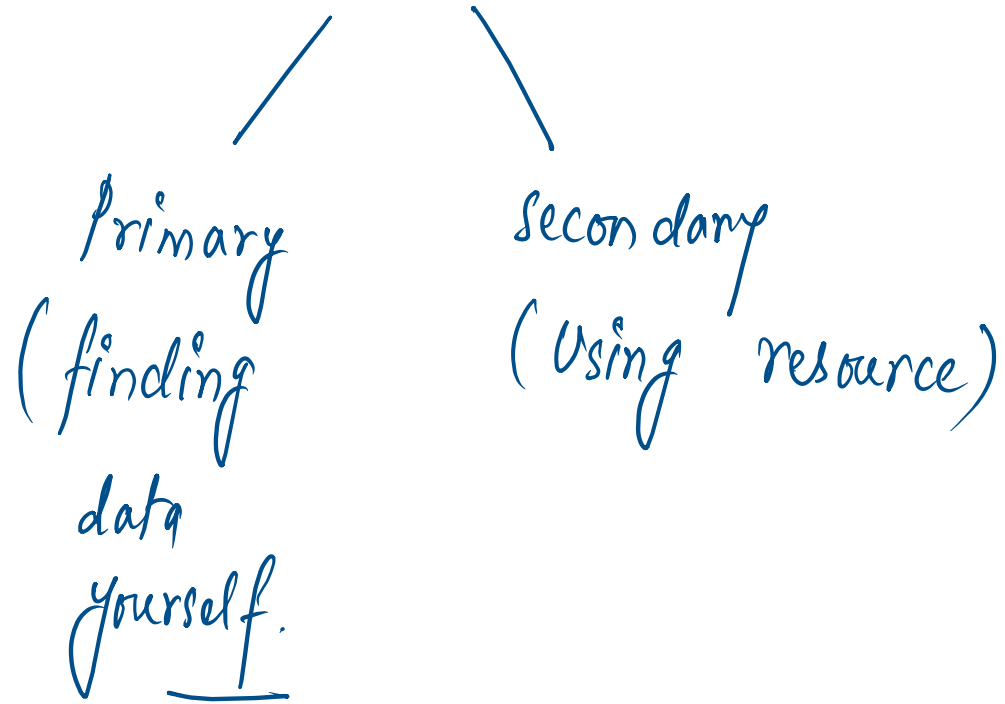 Primary
(finding
data
yourself.
secondary
(Using resource)